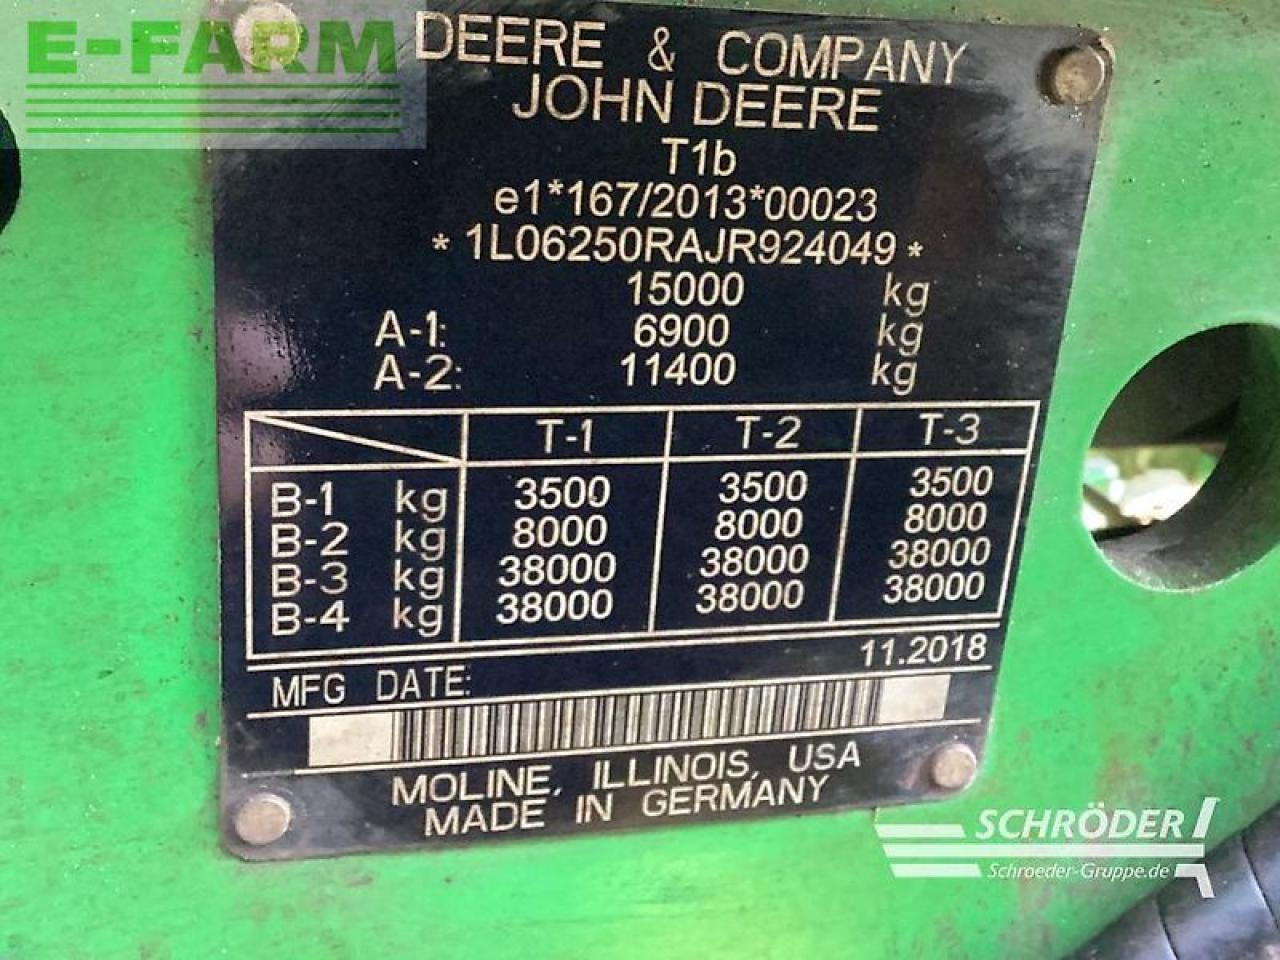 E-FARM
DEERE & COMPANY
JOHN DEERE
T1b
e1*167/2013*00023
* 1L06250RAJR924049 *
15000 kg
A-1: 6900 kg
A-2: 11400 kg
T-1 T-2 T-3
B-1 kg 3500 3500 3500
B-2 kg 8000 8000 8000
B-3 kg 38000 38000 38000
B-4 kg 38000 38000 38000
MFG DATE: 11.2018
MOLINE, ILLINOIS, USA
MADE IN GERMANY
SCHRÖDER
Schroeder-Gruppe.de